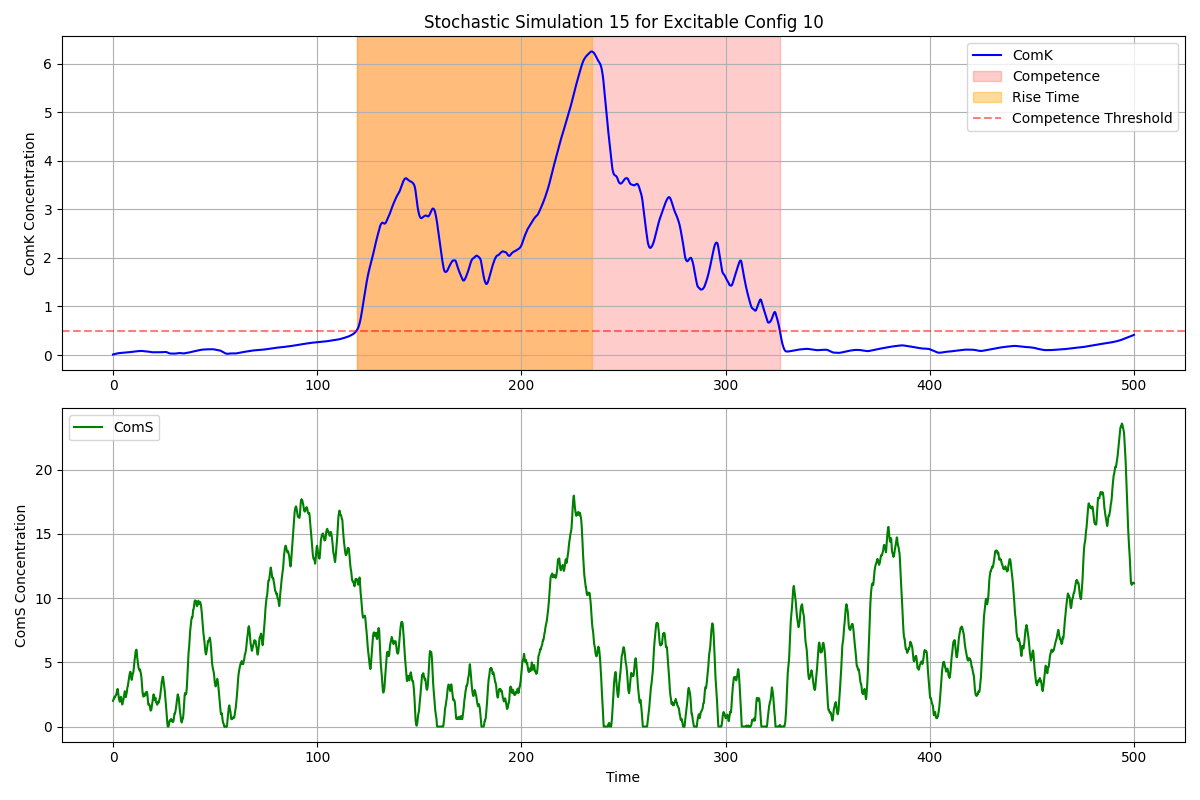 Stochastic Simulation 15 for Excitable Config 10
ComK Concentration
6
5
4
3
2
1
0
ComK
Competence
Rise Time
Competence Threshold
0 100 200 300 400 500
ComS Concentration
20
15
10
5
0
ComS
0 100 200 300 400 500
Time